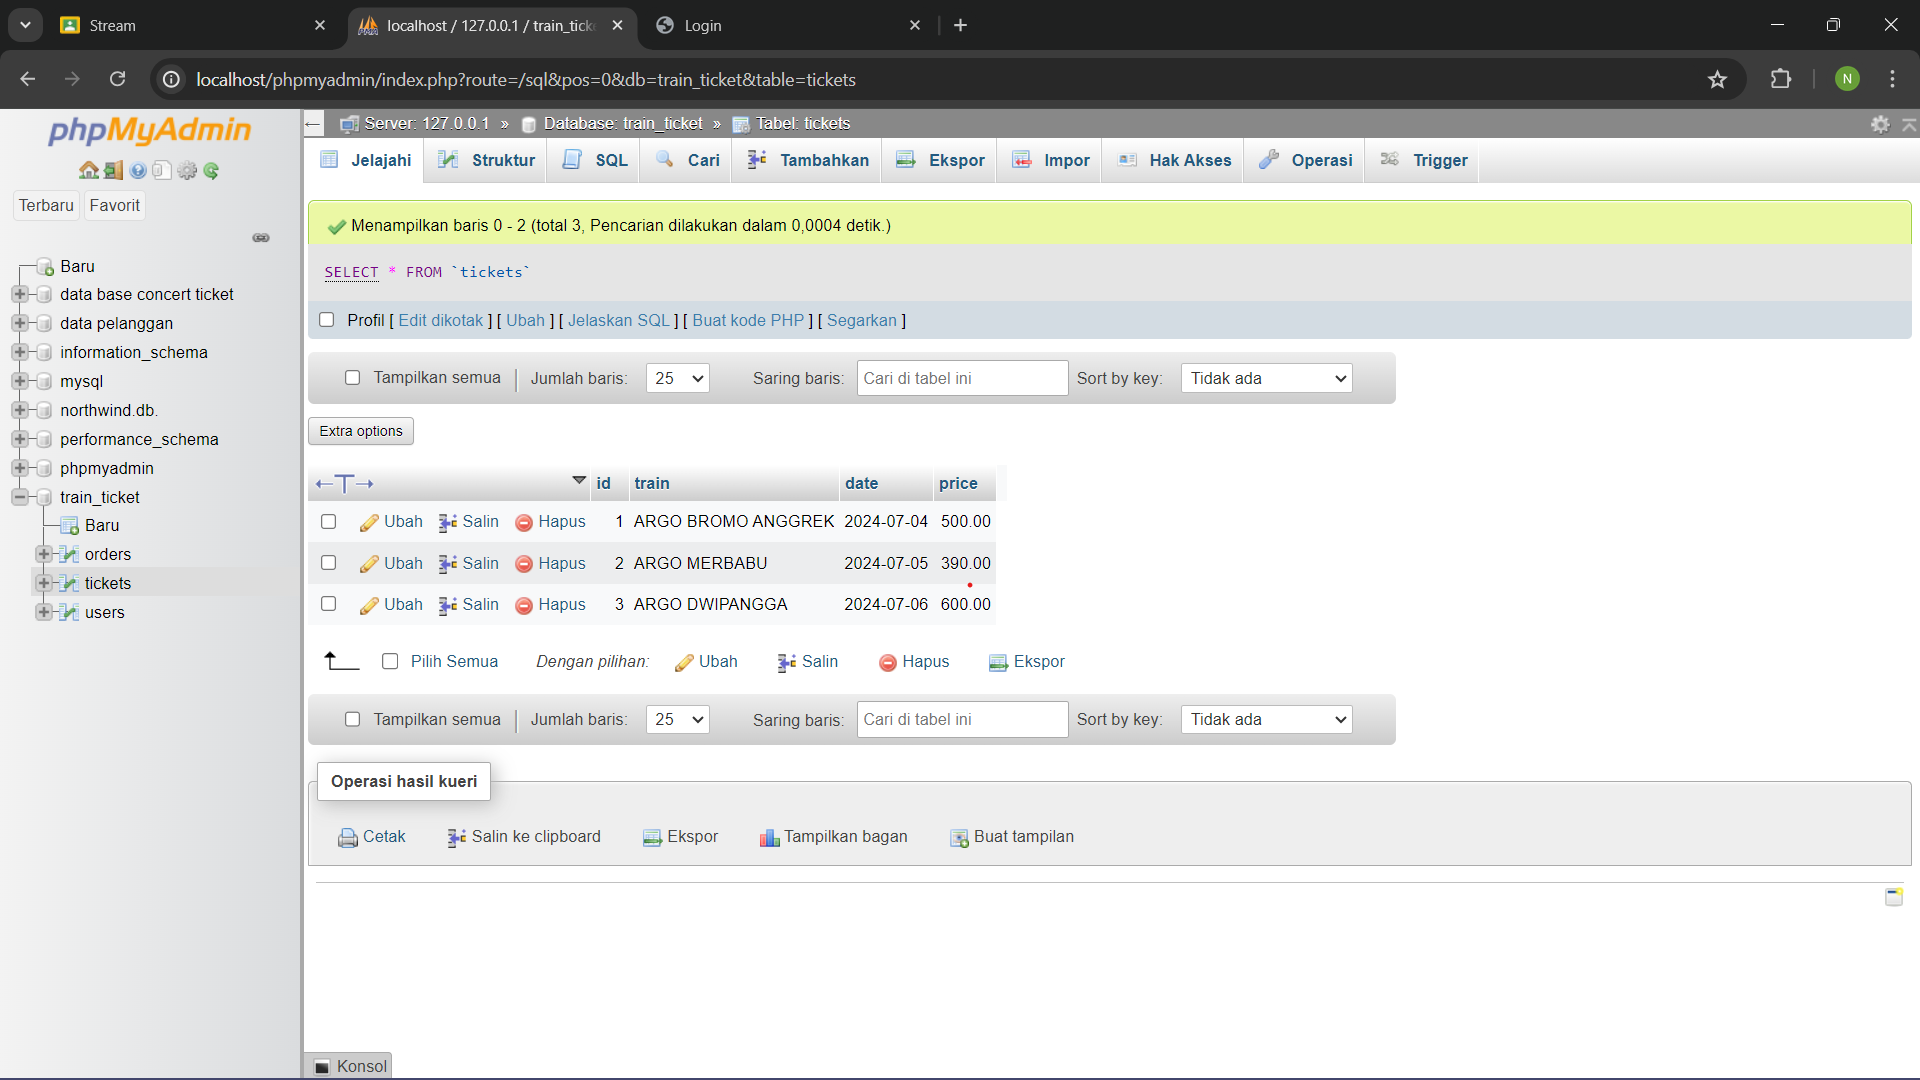 Stream
localhost / 127.0.0.1 / train_tick
Login
localhost/phpmyadmin/index.php?route=/sql&pos=0&db=train_ticket&table=tickets
N
phpMyAdmin
Terbaru Favorit
Baru
data base concert ticket
data pelanggan
information_schema
mysql
northwind.db.
performance_schema
phpmyadmin
train_ticket
Baru
orders
tickets
users
Server: 127.0.0.1 » Database: train_ticket » Tabel: tickets
Jelajahi Struktur SQL Cari Tambahkan Ekspor Impor Hak Akses Operasi Trigger
Menampilkan baris 0 - 2 (total 3, Pencarian dilakukan dalam 0,0004 detik.)
SELECT * FROM `tickets`
Profil [ Edit dikotak ] [ Ubah ] [ Jelaskan SQL ] [ Buat kode PHP ] [ Segarkan ]
Tampilkan semua | Jumlah baris: 25 Saring baris: Cari di tabel ini Sort by key: Tidak ada
Extra options
←T→ id train date price
Ubah Salin Hapus 1 ARGO BROMO ANGGREK 2024-07-04 500.00
Ubah Salin Hapus 2 ARGO MERBABU 2024-07-05 390.00
Ubah Salin Hapus 3 ARGO DWIPANGGA 2024-07-06 600.00
Pilih Semua Dengan pilihan: Ubah Salin Hapus Ekspor
Tampilkan semua | Jumlah baris: 25 Saring baris: Cari di tabel ini Sort by key: Tidak ada
Operasi hasil kueri
Cetak Salin ke clipboard Ekspor Tampilkan bagan Buat tampilan
Konsol